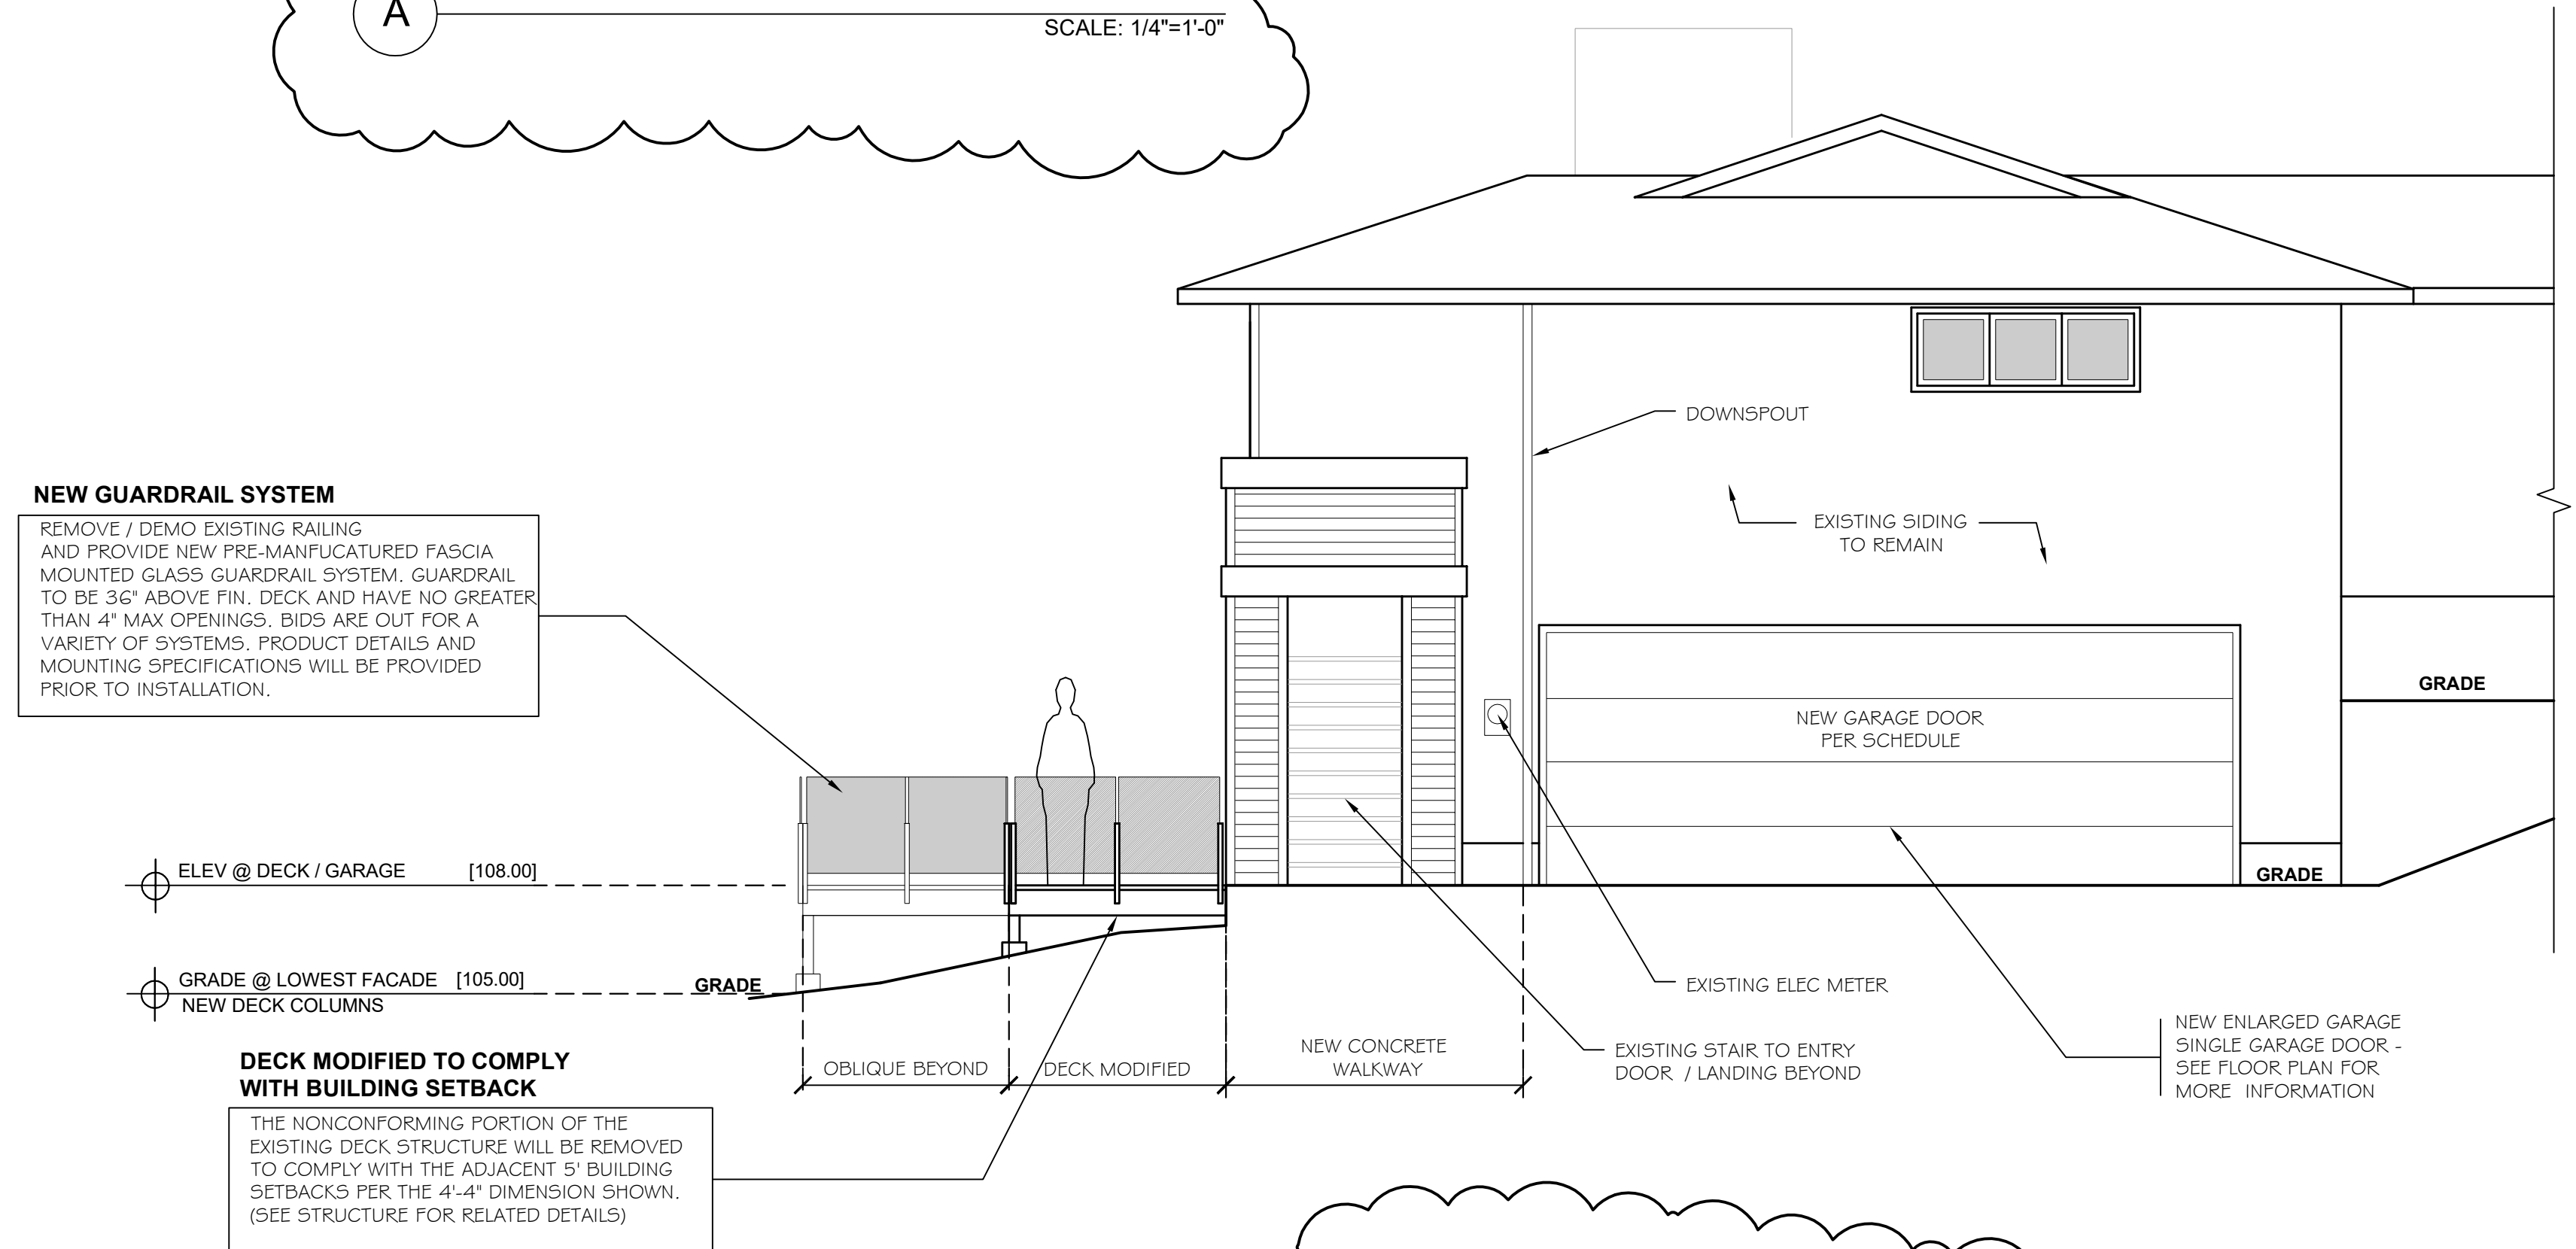 A
SCALE: 1/4"=1'-0"
DOWNSPOUT
NEW GUARDRAIL SYSTEM
REMOVE / DEMO EXISTING RAILING
AND PROVIDE NEW PRE-MANFUCATURED FASCIA
MOUNTED GLASS GUARDRAIL SYSTEM. GUARDRAIL
TO BE 36" ABOVE FIN. DECK AND HAVE NO GREATER
THAN 4" MAX OPENINGS. BIDS ARE OUT FOR A
VARIETY OF SYSTEMS. PRODUCT DETAILS AND
MOUNTING SPECIFICATIONS WILL BE PROVIDED
PRIOR TO INSTALLATION.
EXISTING SIDING
TO REMAIN
GRADE
NEW GARAGE DOOR
PER SCHEDULE
ELEV @ DECK / GARAGE [108.00]
GRADE
GRADE @ LOWEST FACADE [105.00]
NEW DECK COLUMNS
GRADE
EXISTING ELEC METER
DECK MODIFIED TO COMPLY
WITH BUILDING SETBACK
OBLIQUE BEYOND
DECK MODIFIED
NEW CONCRETE
WALKWAY
EXISTING STAIR TO ENTRY
DOOR / LANDING BEYOND
NEW ENLARGED GARAGE
SINGLE GARAGE DOOR -
SEE FLOOR PLAN FOR
MORE INFORMATION
THE NONCONFORMING PORTION OF THE
EXISTING DECK STRUCTURE WILL BE REMOVED
TO COMPLY WITH THE ADJACENT 5' BUILDING
SETBACKS PER THE 4'-4" DIMENSION SHOWN.
(SEE STRUCTURE FOR RELATED DETAILS)